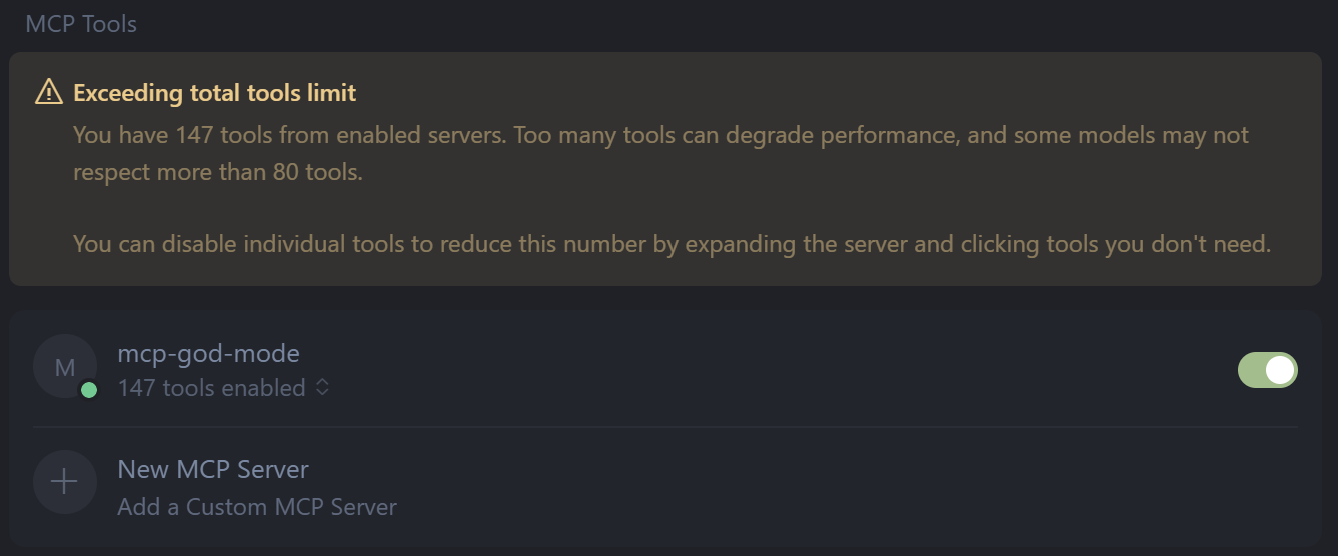 MCP Tools
Exceeding total tools limit
You have 147 tools from enabled servers. Too many tools can degrade performance, and some models may not
respect more than 80 tools.
You can disable individual tools to reduce this number by expanding the server and clicking tools you don't need.
M
mcp-god-mode
147 tools enabled
New MCP Server
Add a Custom MCP Server